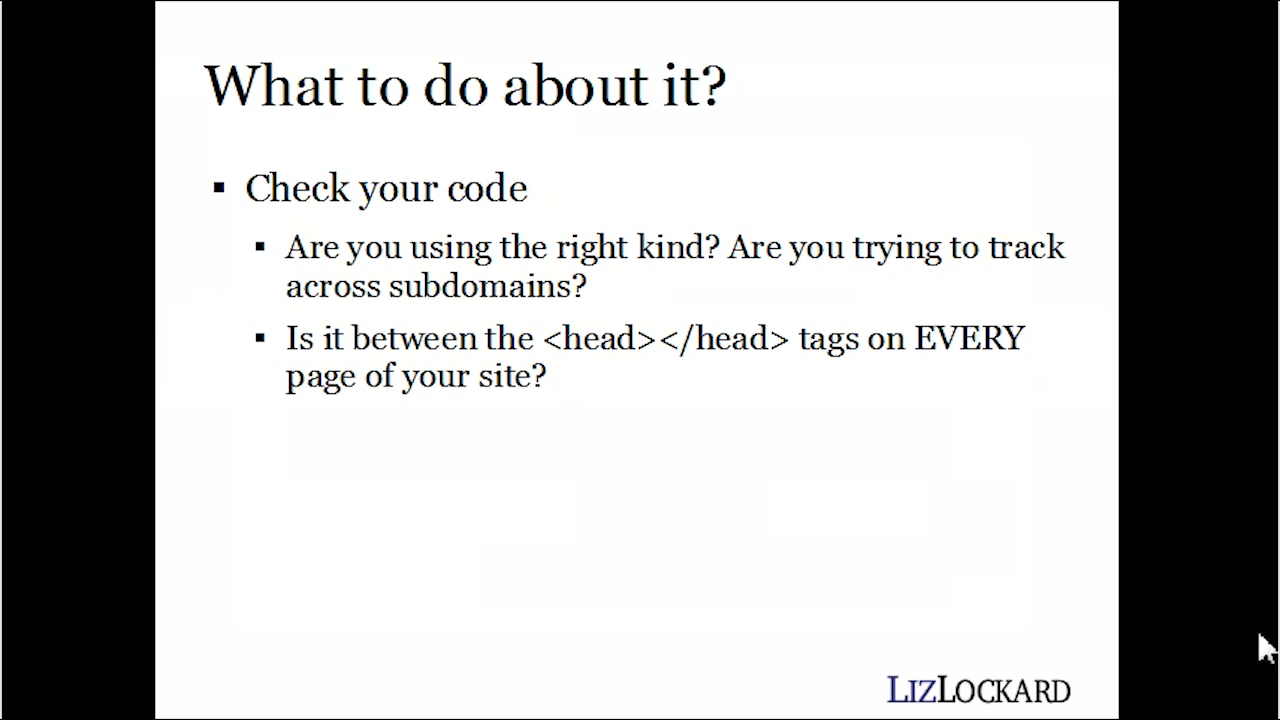 What to do about it?
▪ Check your code
▪ Are you using the right kind? Are you trying to track
across subdomains?
▪ Is it between the <head></head> tags on EVERY
page of your site?
LIZLOCKARD